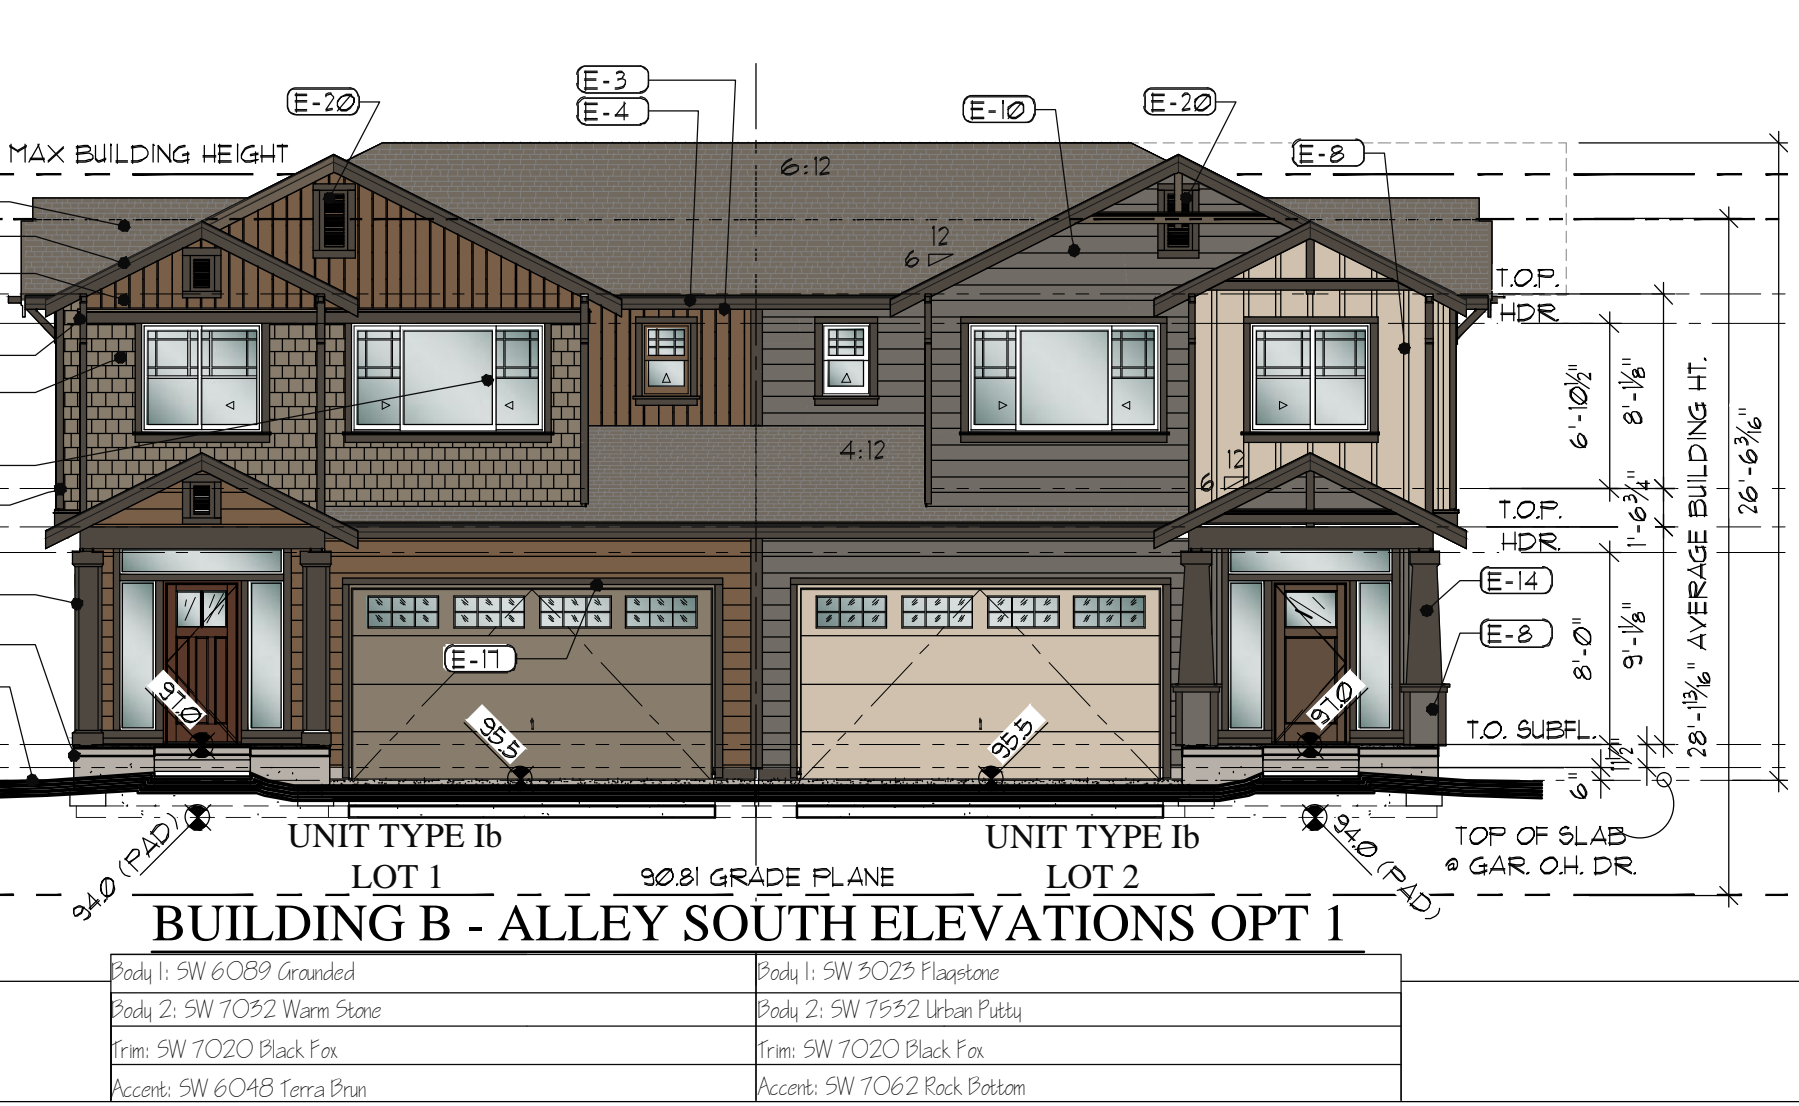 E-3
E-20
E-4
E-10
E-20
E-8
MAX BUILDING HEIGHT
6:12
12
6
T.O.P.
HDR.
4:12
12
6
T.O.P.
HDR.
6'-10½"
8'-1⅛"
1'-6¾"
8'-0"
9'-1⅛"
28'-1 13/16" AVERAGE BUILDING HT.
26'-6 3/16"
E-14
E-8
E-17
97.0
95.5
95.5
97.0
T.O. SUBFL.
1½"
6"
94.0 (PAD)
94.0 (PAD)
TOP OF SLAB
@ GAR. O.H. DR.
UNIT TYPE Ib
LOT 1
UNIT TYPE Ib
LOT 2
90.81 GRADE PLANE
BUILDING B - ALLEY SOUTH ELEVATIONS OPT 1
Body 1: SW 6089 Grounded
Body 1: SW 3023 Flagstone
Body 2: SW 7032 Warm Stone
Body 2: SW 7532 Urban Putty
Trim: SW 7020 Black Fox
Trim: SW 7020 Black Fox
Accent: SW 6048 Terra Brun
Accent: SW 7062 Rock Bottom